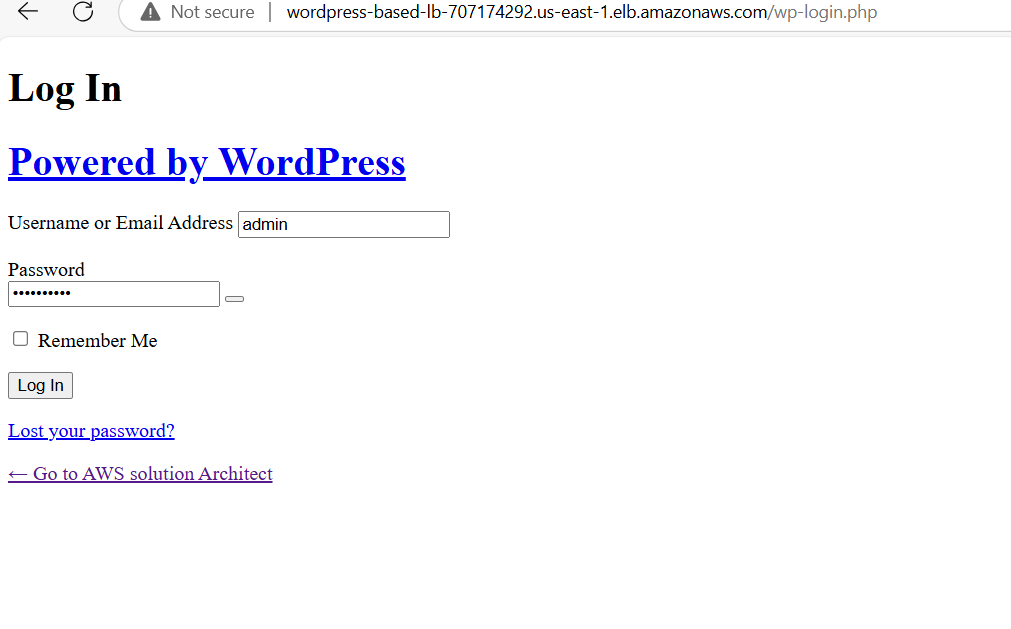 Not secure | wordpress-based-lb-707174292.us-east-1.elb.amazonaws.com/wp-login.php
Log In
Powered by WordPress
Username or Email Address admin
Password
••••••••••
Remember Me
Log In
Lost your password?
← Go to AWS solution Architect